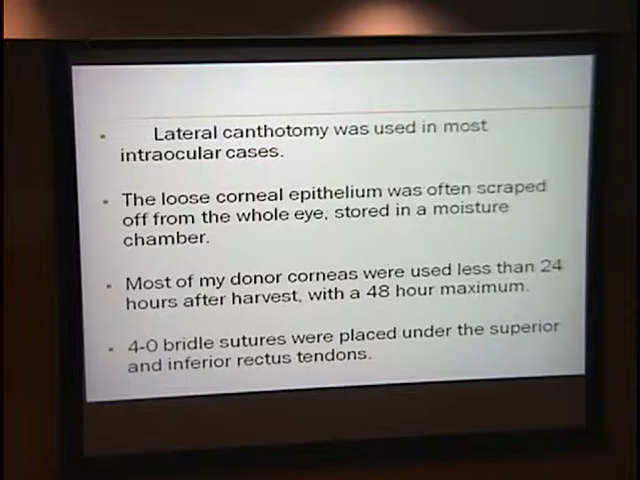 Lateral canthotomy was used in most
intraocular cases.
The loose corneal epithelium was often scraped
off from the whole eye, stored in a moisture
chamber.
Most of my donor corneas were used less than 24
hours after harvest, with a 48 hour maximum.
4-0 bridle sutures were placed under the superior
and inferior rectus tendons.